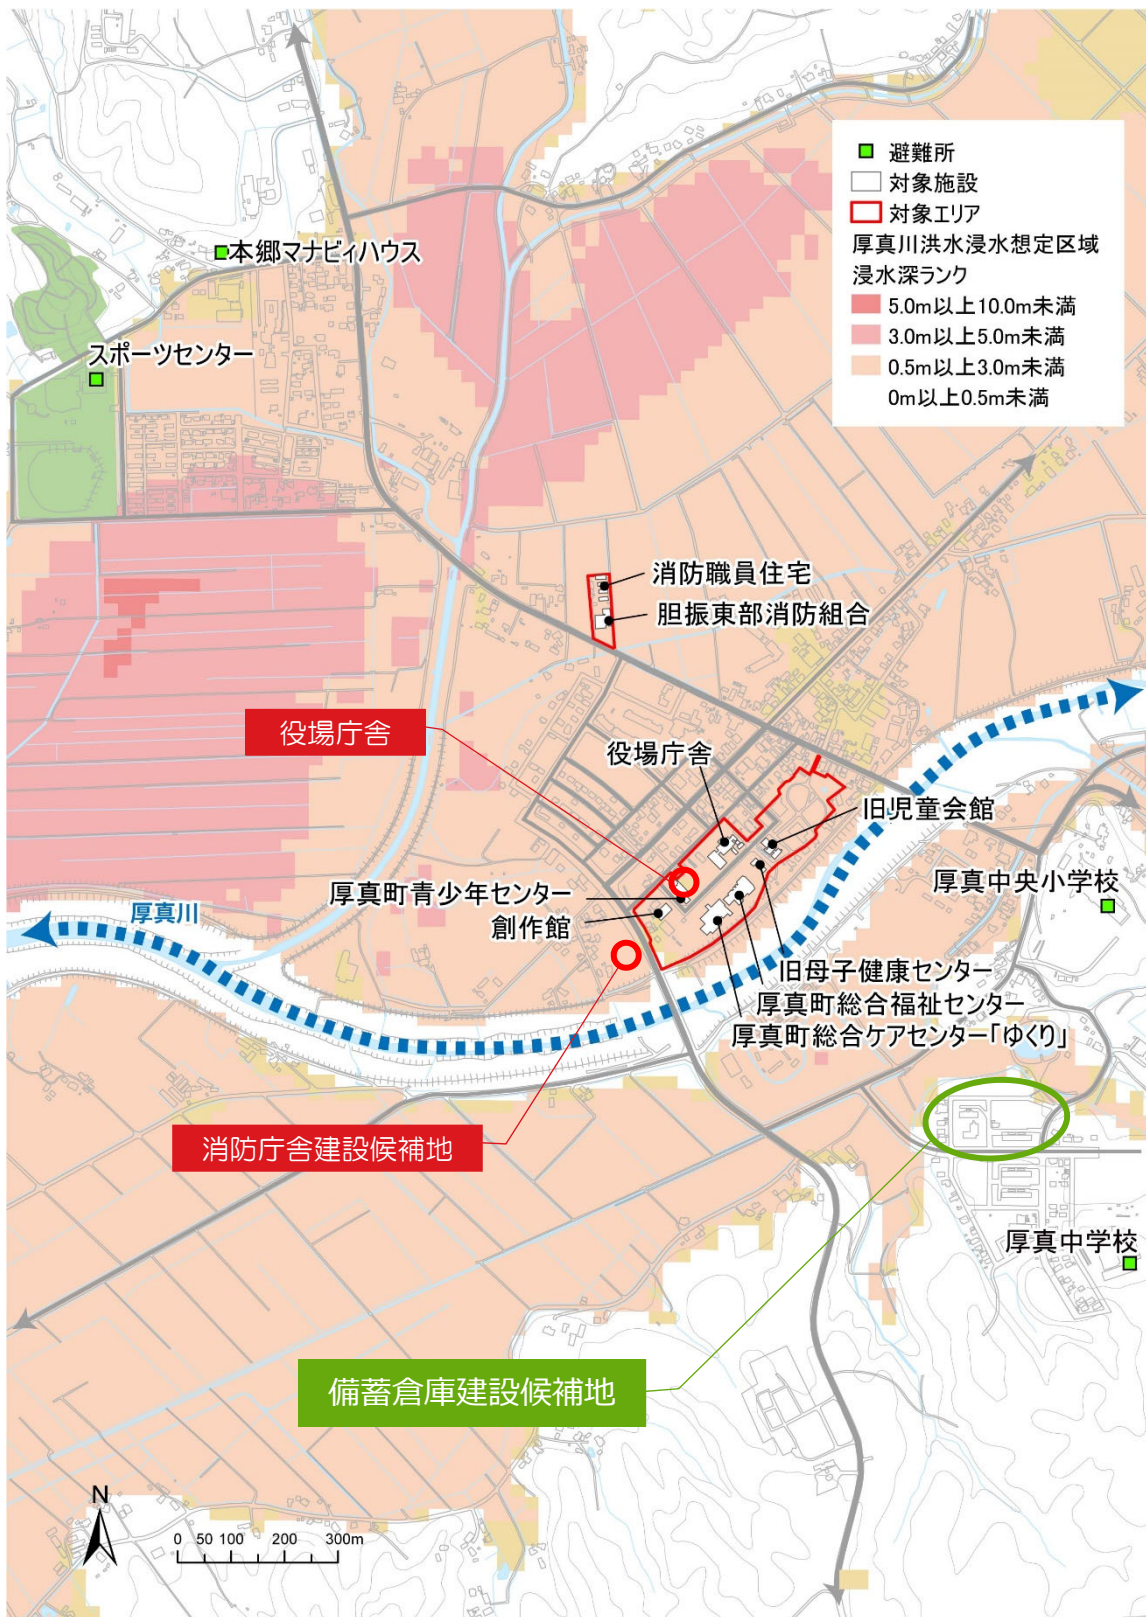 避難所
対象施設
対象エリア
厚真川洪水浸水想定区域
浸水深ランク
5.0m以上10.0m未満
3.0m以上5.0m未満
0.5m以上3.0m未満
0m以上0.5m未満
本郷マナビィハウス
スポーツセンター
消防職員住宅
胆振東部消防組合
役場庁舎
役場庁舎
旧児童会館
厚真町青少年センター
創作館
厚真中央小学校
厚真川
旧母子健康センター
厚真町総合福祉センター
厚真町総合ケアセンター「ゆくり」
消防庁舎建設候補地
厚真中学校
備蓄倉庫建設候補地
N
0 50 100 200 300m